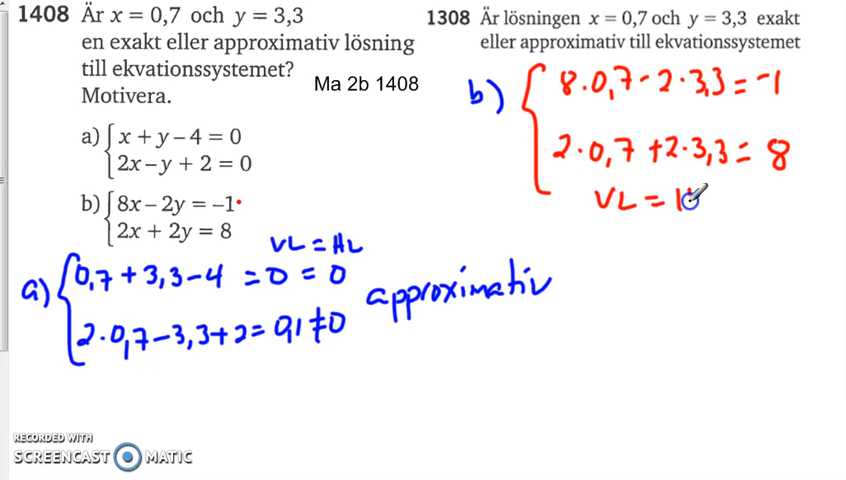 1408 Är x = 0,7 och y = 3,3
en exakt eller approximativ lösning
till ekvationssystemet?
Motivera.
Ma 2b 1408
a) { x + y – 4 = 0
2x – y + 2 = 0
b) { 8x – 2y = –1
2x + 2y = 8
VL = HL
a) { 0,7 + 3,3 – 4 = 0 = 0
2·0,7 – 3,3 + 2 = 0,1 ≠ 0
approximativ
1308 Är lösningen x = 0,7 och y = 3,3 exakt
eller approximativ till ekvationssystemet
b) { 8·0,7 – 2·3,3 = –1
2·0,7 + 2·3,3 = 8
VL =
RECORDED WITH
SCREENCAST MATIC